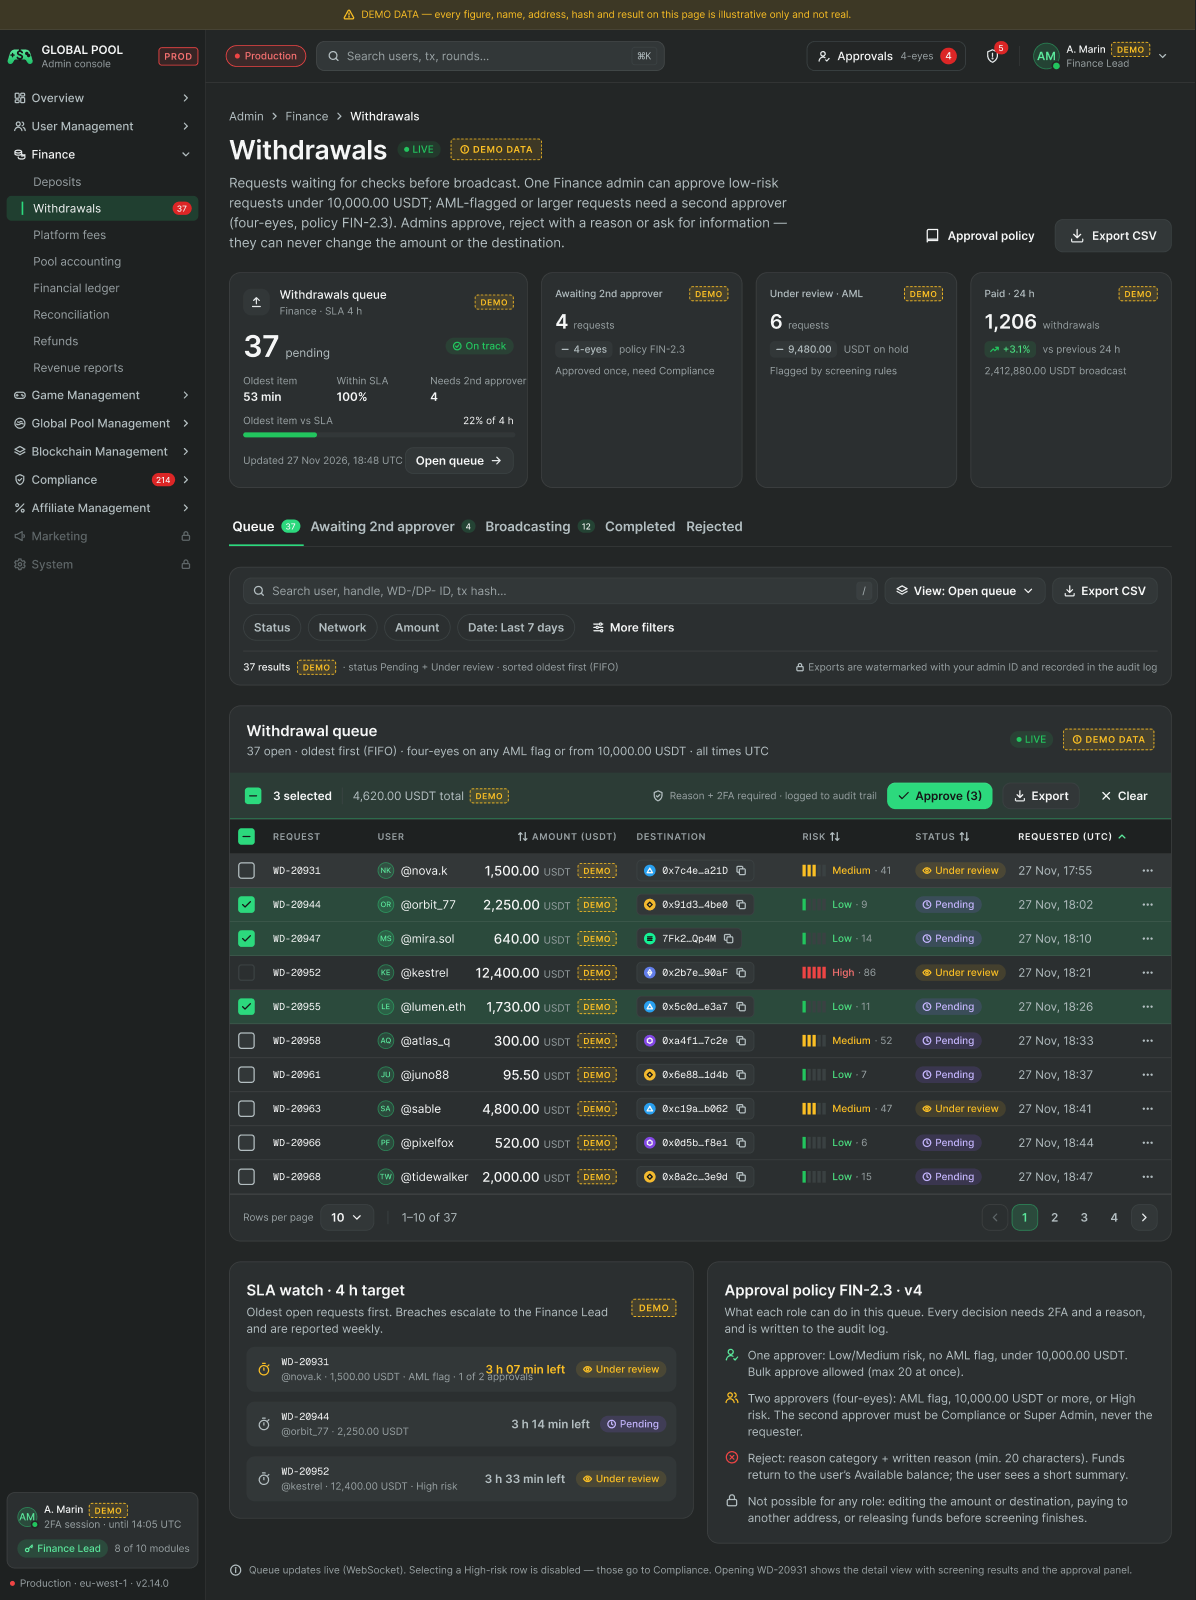 DEMO DATA — every figure, name, address, hash and result on this page is illustrative only and not real.
GLOBAL POOL
Admin console
PROD
Production
Search users, tx, rounds...
⌘K
Approvals 4-eyes 4
5
AM
A. Marin DEMO
Finance Lead
Overview
User Management
Finance
Deposits
Withdrawals 37
Platform fees
Pool accounting
Financial ledger
Reconciliation
Refunds
Revenue reports
Game Management
Global Pool Management
Blockchain Management
Compliance 214
Affiliate Management
Marketing
System
Admin > Finance > Withdrawals
Withdrawals LIVE DEMO DATA
Requests waiting for checks before broadcast. One Finance admin can approve low-risk
requests under 10,000.00 USDT; AML-flagged or larger requests need a second approver
(four-eyes, policy FIN-2.3). Admins approve, reject with a reason or ask for information —
they can never change the amount or the destination.
Approval policy
Export CSV
Withdrawals queue
Finance · SLA 4 h
DEMO
37 pending
On track
Oldest item Within SLA Needs 2nd approver
53 min 100% 4
Oldest item vs SLA 22% of 4 h
Updated 27 Nov 2026, 18:48 UTC
Open queue →
Awaiting 2nd approver DEMO
4 requests
− 4-eyes policy FIN-2.3
Approved once, need Compliance
Under review · AML DEMO
6 requests
− 9,480.00 USDT on hold
Flagged by screening rules
Paid · 24 h DEMO
1,206 withdrawals
+3.1% vs previous 24 h
2,412,880.00 USDT broadcast
Queue 37 Awaiting 2nd approver 4 Broadcasting 12 Completed Rejected
Search user, handle, WD-/DP- ID, tx hash...
/
View: Open queue
Export CSV
Status Network Amount Date: Last 7 days More filters
37 results DEMO · status Pending + Under review · sorted oldest first (FIFO)
Exports are watermarked with your admin ID and recorded in the audit log
Withdrawal queue
37 open · oldest first (FIFO) · four-eyes on any AML flag or from 10,000.00 USDT · all times UTC
LIVE DEMO DATA
3 selected 4,620.00 USDT total DEMO
Reason + 2FA required · logged to audit trail
Approve (3)
Export
Clear
REQUEST USER AMOUNT (USDT) DESTINATION RISK STATUS REQUESTED (UTC)
WD-20931 NK @nova.k 1,500.00 USDT DEMO 0x7c4e…a21D Medium · 41 Under review 27 Nov, 17:55
WD-20944 OR @orbit_77 2,250.00 USDT DEMO 0x91d3…4be0 Low · 9 Pending 27 Nov, 18:02
WD-20947 MS @mira.sol 640.00 USDT DEMO 7Fk2…Qp4M Low · 14 Pending 27 Nov, 18:10
WD-20952 KE @kestrel 12,400.00 USDT DEMO 0x2b7e…90aF High · 86 Under review 27 Nov, 18:21
WD-20955 LE @lumen.eth 1,730.00 USDT DEMO 0x5c0d…e3a7 Low · 11 Pending 27 Nov, 18:26
WD-20958 AQ @atlas_q 300.00 USDT DEMO 0xa4f1…7c2e Medium · 52 Pending 27 Nov, 18:33
WD-20961 JU @juno88 95.50 USDT DEMO 0x6e88…1d4b Low · 7 Pending 27 Nov, 18:37
WD-20963 SA @sable 4,800.00 USDT DEMO 0xc19a…b062 Medium · 47 Under review 27 Nov, 18:41
WD-20966 PF @pixelfox 520.00 USDT DEMO 0x0d5b…f8e1 Low · 6 Pending 27 Nov, 18:44
WD-20968 TW @tidewalker 2,000.00 USDT DEMO 0x8a2c…3e9d Low · 15 Pending 27 Nov, 18:47
Rows per page 10 1–10 of 37
1 2 3 4
SLA watch · 4 h target
Oldest open requests first. Breaches escalate to the Finance Lead
and are reported weekly.
DEMO
WD-20931
@nova.k · 1,500.00 USDT · AML flag · 1 of 2 approvals
3 h 07 min left
Under review
WD-20944
@orbit_77 · 2,250.00 USDT
3 h 14 min left
Pending
WD-20952
@kestrel · 12,400.00 USDT · High risk
3 h 33 min left
Under review
Approval policy FIN-2.3 · v4
What each role can do in this queue. Every decision needs 2FA and a reason,
and is written to the audit log.
One approver: Low/Medium risk, no AML flag, under 10,000.00 USDT.
Bulk approve allowed (max 20 at once).
Two approvers (four-eyes): AML flag, 10,000.00 USDT or more, or High
risk. The second approver must be Compliance or Super Admin, never the
requester.
Reject: reason category + written reason (min. 20 characters). Funds
return to the user's Available balance; the user sees a short summary.
Not possible for any role: editing the amount or destination, paying to
another address, or releasing funds before screening finishes.
AM
A. Marin DEMO
2FA session · until 14:05 UTC
Finance Lead 8 of 10 modules
Production · eu-west-1 · v2.14.0
Queue updates live (WebSocket). Selecting a High-risk row is disabled — those go to Compliance. Opening WD-20931 shows the detail view with screening results and the approval panel.